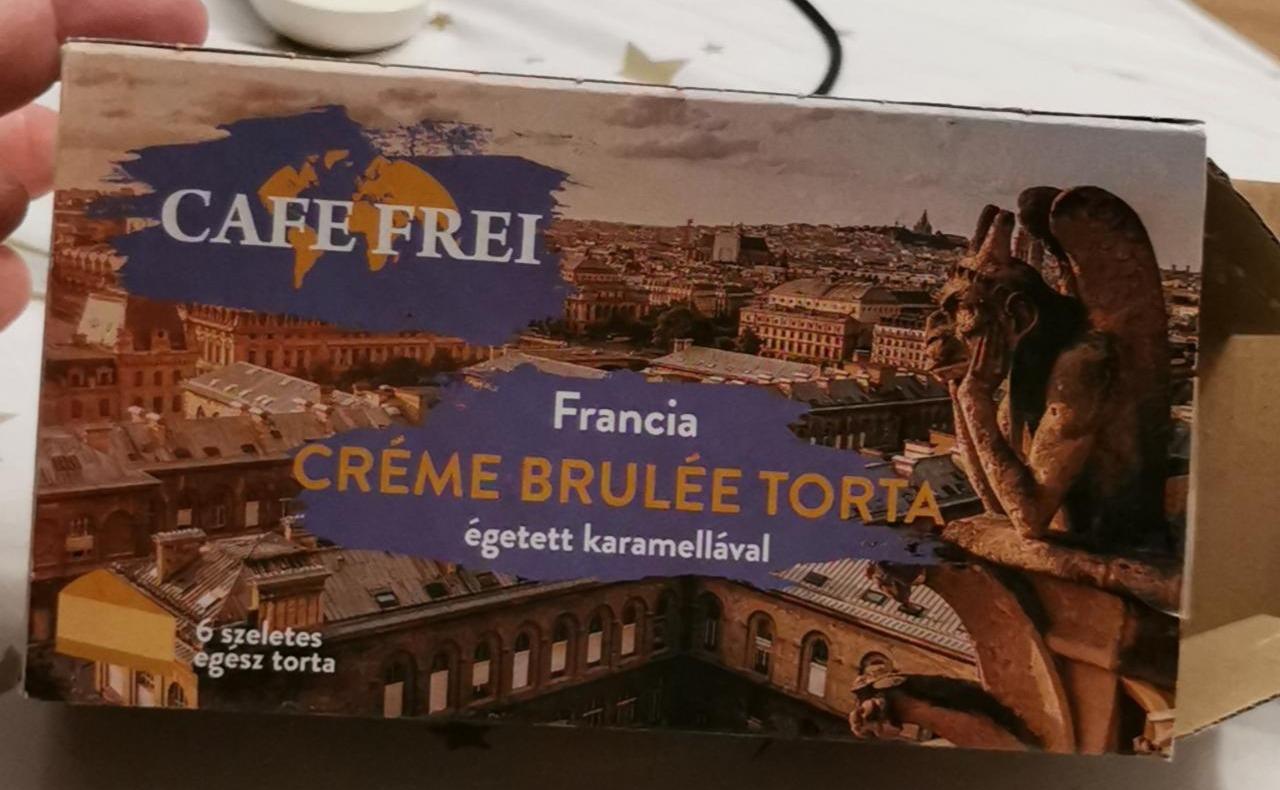 CAFE FREI
Francia
CRÉME BRULÉE TORTA
égetett karamellával
6 szeletes
egész torta